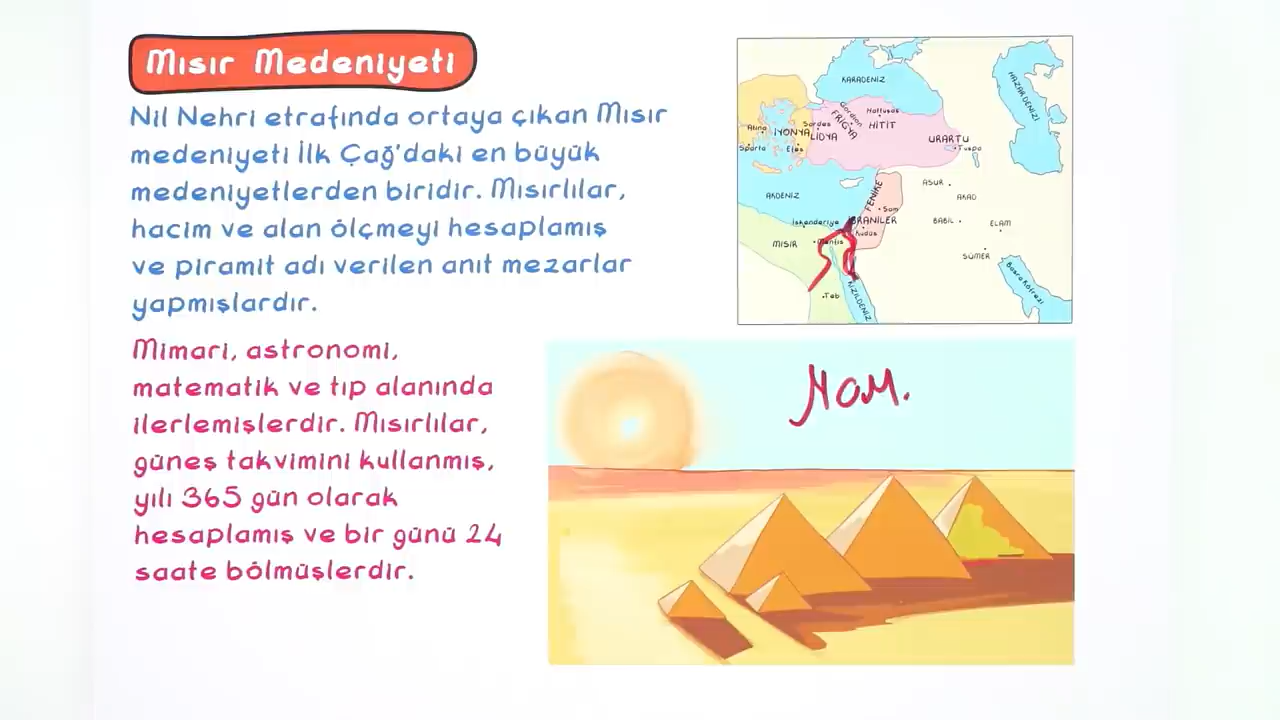 Mısır Medeniyeti
Nil Nehri etrafında ortaya çıkan Mısır
medeniyeti İlk Çağ'daki en büyük
medeniyetlerden biridir. Mısırlılar,
hacim ve alan ölçmeyi hesaplamış
ve piramit adı verilen anıt mezarlar
yapmışlardır.
Mimari, astronomi,
matematik ve tıp alanında
ilerlemişlerdir. Mısırlılar,
güneş takvimini kullanmış,
yılı 365 gün olarak
hesaplamış ve bir günü 24
saate bölmüşlerdir.
KARADENİZ
HAZAR DENİZİ
Hattuşaş
Gordion
Sardes
FRİGYA
HİTİT
Atina
İYONYA
LİDYA
URARTU
Sparta
Efes
Tuşpa
ASUR
AKDENİZ
FENİKE
AKAD
Şam
İskenderiye
İBRANİLER
BABİL
ELAM
Kudüs
MISIR
Memfis
SÜMER
Basra Körfezi
Teb
KIZILDENİZ